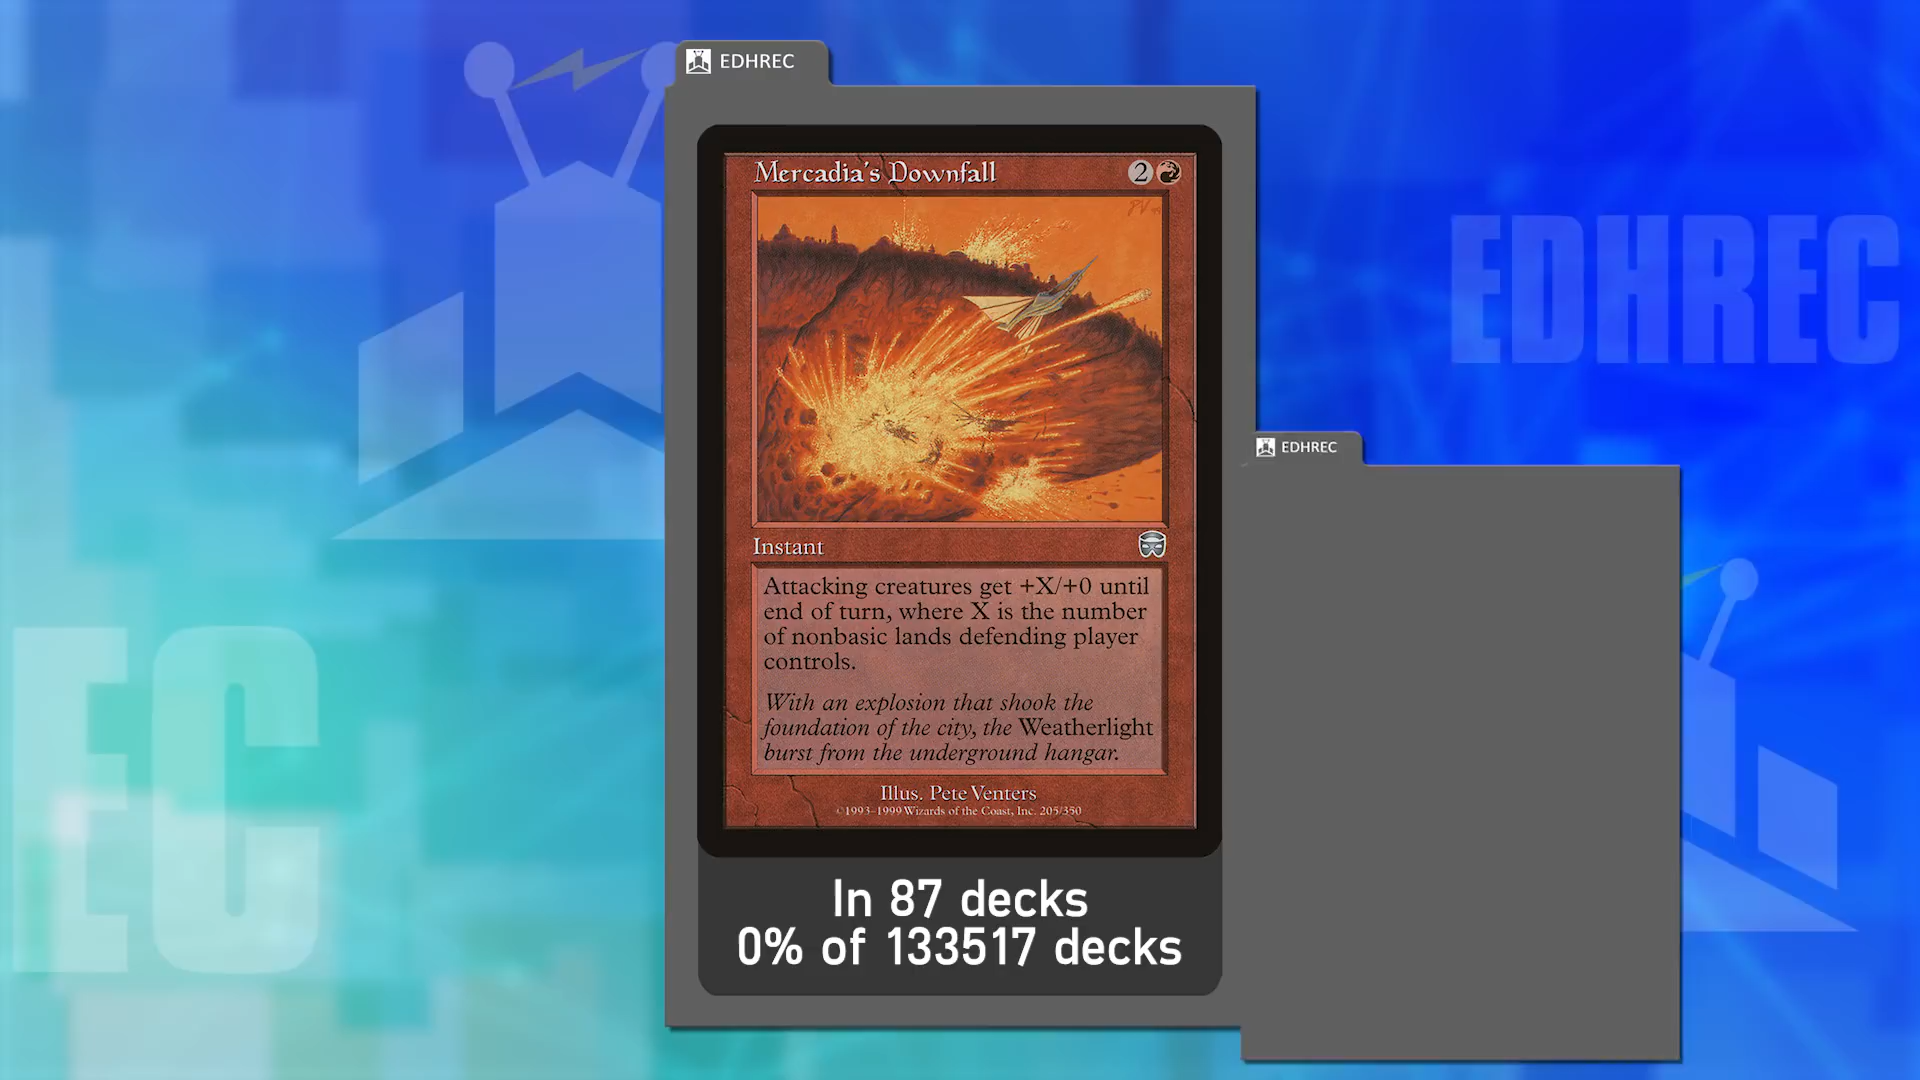 EDHREC
Mercadia's Downfall 2
Instant
Attacking creatures get +X/+0 until
end of turn, where X is the number
of nonbasic lands defending player
controls.
With an explosion that shook the
foundation of the city, the Weatherlight
burst from the underground hangar.
Illus. Pete Venters
©1993–1999 Wizards of the Coast, Inc. 205/350
In 87 decks
0% of 133517 decks
EDHREC
EDHREC
EC